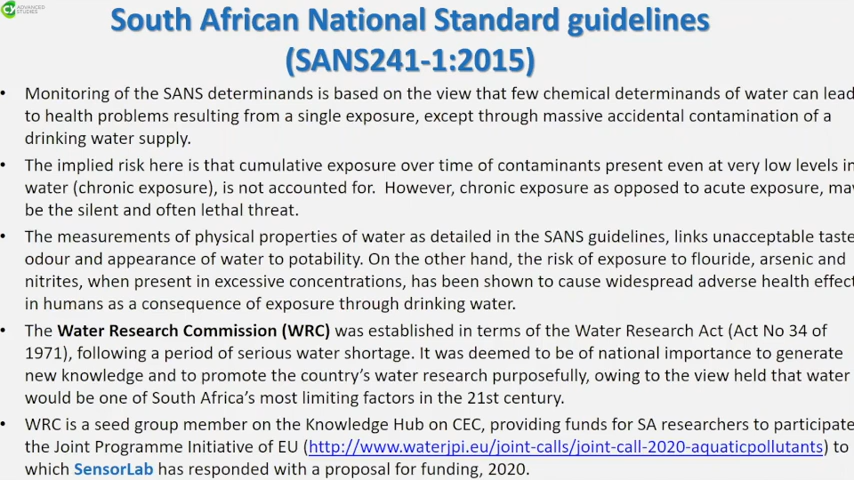 ADVANCED
STUDIES
South African National Standard guidelines
(SANS241-1:2015)
• Monitoring of the SANS determinands is based on the view that few chemical determinands of water can lead
to health problems resulting from a single exposure, except through massive accidental contamination of a
drinking water supply.
• The implied risk here is that cumulative exposure over time of contaminants present even at very low levels in
water (chronic exposure), is not accounted for. However, chronic exposure as opposed to acute exposure, may
be the silent and often lethal threat.
• The measurements of physical properties of water as detailed in the SANS guidelines, links unacceptable taste
odour and appearance of water to potability. On the other hand, the risk of exposure to flouride, arsenic and
nitrites, when present in excessive concentrations, has been shown to cause widespread adverse health effect
in humans as a consequence of exposure through drinking water.
• The Water Research Commission (WRC) was established in terms of the Water Research Act (Act No 34 of
1971), following a period of serious water shortage. It was deemed to be of national importance to generate
new knowledge and to promote the country's water research purposefully, owing to the view held that water
would be one of South Africa's most limiting factors in the 21st century.
• WRC is a seed group member on the Knowledge Hub on CEC, providing funds for SA researchers to participate
the Joint Programme Initiative of EU (http://www.waterjpi.eu/joint-calls/joint-call-2020-aquaticpollutants) to
which SensorLab has responded with a proposal for funding, 2020.